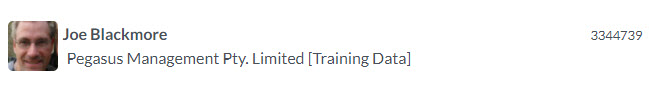 Joe Blackmore 3344739
Pegasus Management Pty. Limited [Training Data]